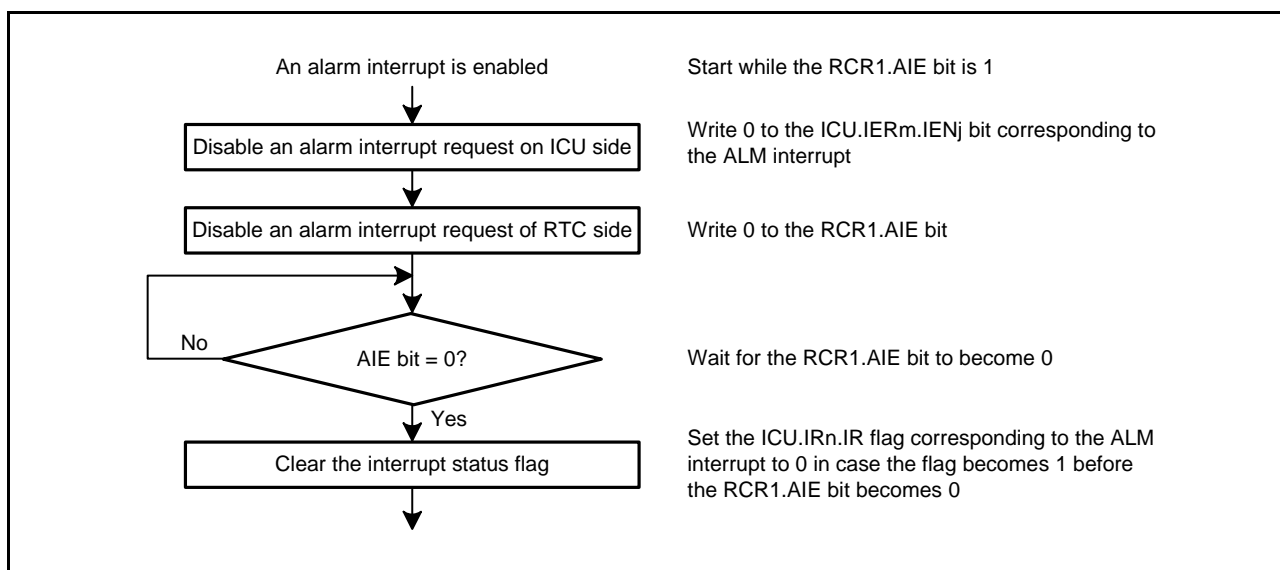 An alarm interrupt is enabled
Start while the RCR1.AIE bit is 1
Disable an alarm interrupt request on ICU side
Write 0 to the ICU.IERm.IENj bit corresponding to
the ALM interrupt
Disable an alarm interrupt request of RTC side
Write 0 to the RCR1.AIE bit
No
AIE bit = 0?
Wait for the RCR1.AIE bit to become 0
Yes
Clear the interrupt status flag
Set the ICU.IRn.IR flag corresponding to the ALM
interrupt to 0 in case the flag becomes 1 before
the RCR1.AIE bit becomes 0